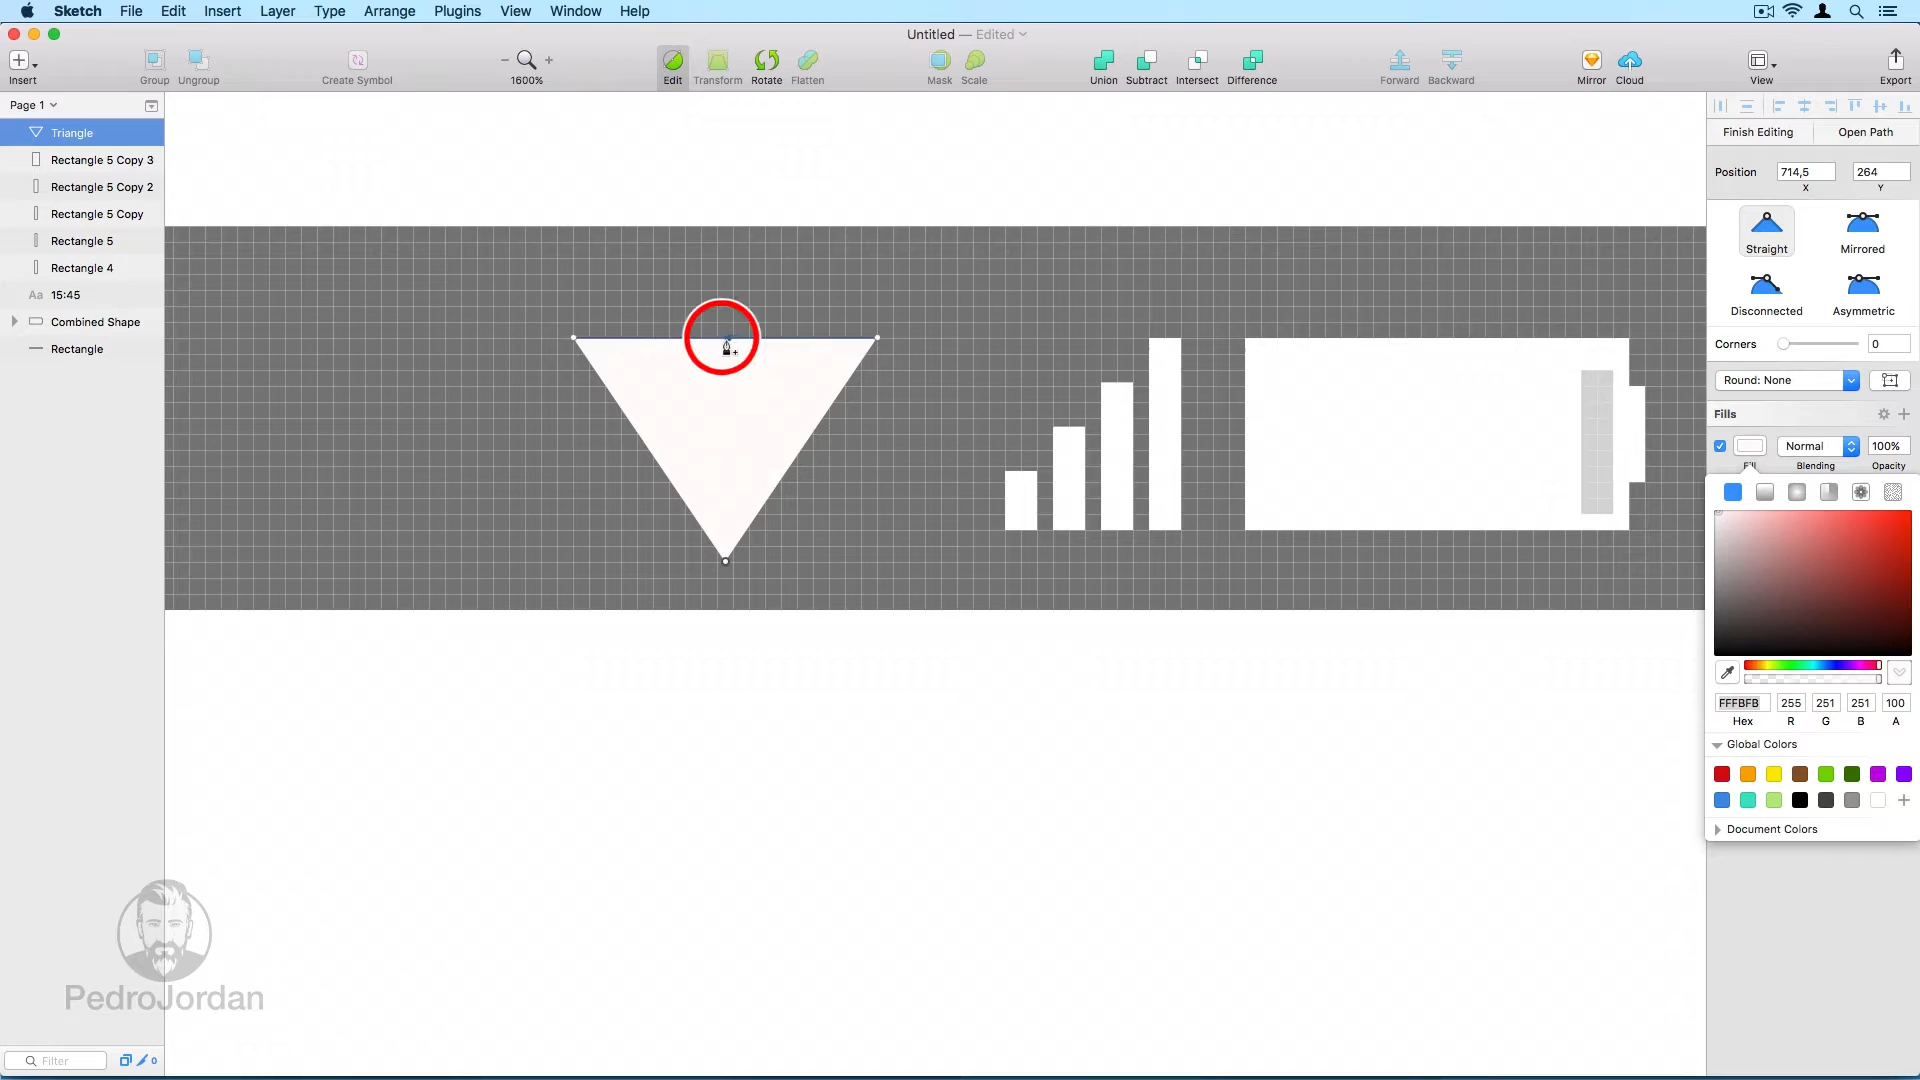 Sketch File Edit Insert Layer Type Arrange Plugins View Window Help
Untitled — Edited
Insert Group Ungroup Create Symbol 1600% Edit Transform Rotate Flatten Mask Scale Union Subtract Intersect Difference Forward Backward Mirror Cloud View Export
Page 1
Triangle
Rectangle 5 Copy 3
Rectangle 5 Copy 2
Rectangle 5 Copy
Rectangle 5
Rectangle 4
Aa 15:45
Combined Shape
Rectangle
Finish Editing Open Path
Position 714,5 264
X Y
Straight Mirrored
Disconnected Asymmetric
Corners 0
Round: None
Fills
Normal 100%
Fill Blending Opacity
FFFBFB 255 251 251 100
Hex R G B A
Global Colors
Document Colors
PedroJordan
Filter 0